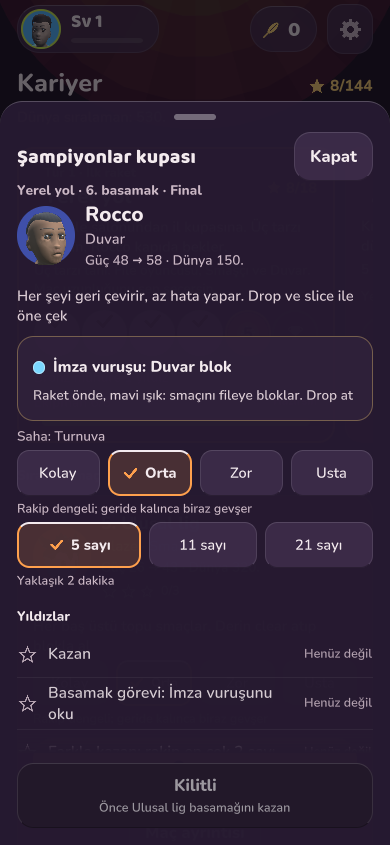 Sv 1
0
Kariyer
8/144
Şampiyonlar kupası
Kapat
Yerel yol · 6. basamak · Final
Rocco
Duvar
Güç 48 → 58 · Dünya 150.
Her şeyi geri çevirir, az hata yapar. Drop ve slice ile
öne çek
İmza vuruşu: Duvar blok
Raket önde, mavi ışık: smaçını fileye bloklar. Drop at
Saha: Turnuva
Kolay
Orta
Zor
Usta
Rakip dengeli; geride kalınca biraz gevşer
5 sayı
11 sayı
21 sayı
Yaklaşık 2 dakika
Yıldızlar
Kazan
Henüz değil
Basamak görevi: İmza vuruşunu
oku
Henüz değil
Kilitli
Önce Ulusal lig basamağını kazan